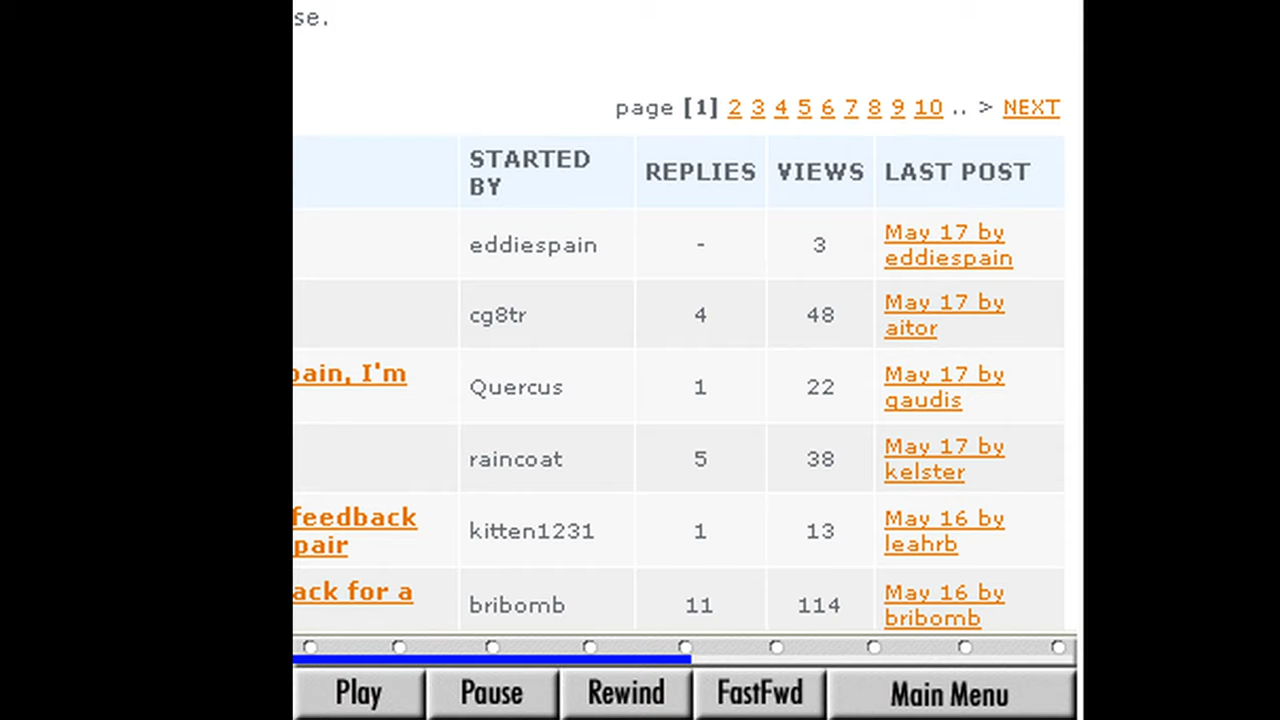 se.
page [1] 2 3 4 5 6 7 8 9 10 .. > NEXT
STARTED BY REPLIES VIEWS LAST POST
eddiespain - 3 May 17 by eddiespain
cg8tr 4 48 May 17 by aitor
pain, I'm Quercus 1 22 May 17 by gaudis
raincoat 5 38 May 17 by kelster
feedback pair kitten1231 1 13 May 16 by leahrb
ack for a bribomb 11 114 May 16 by bribomb
Play Pause Rewind FastFwd Main Menu